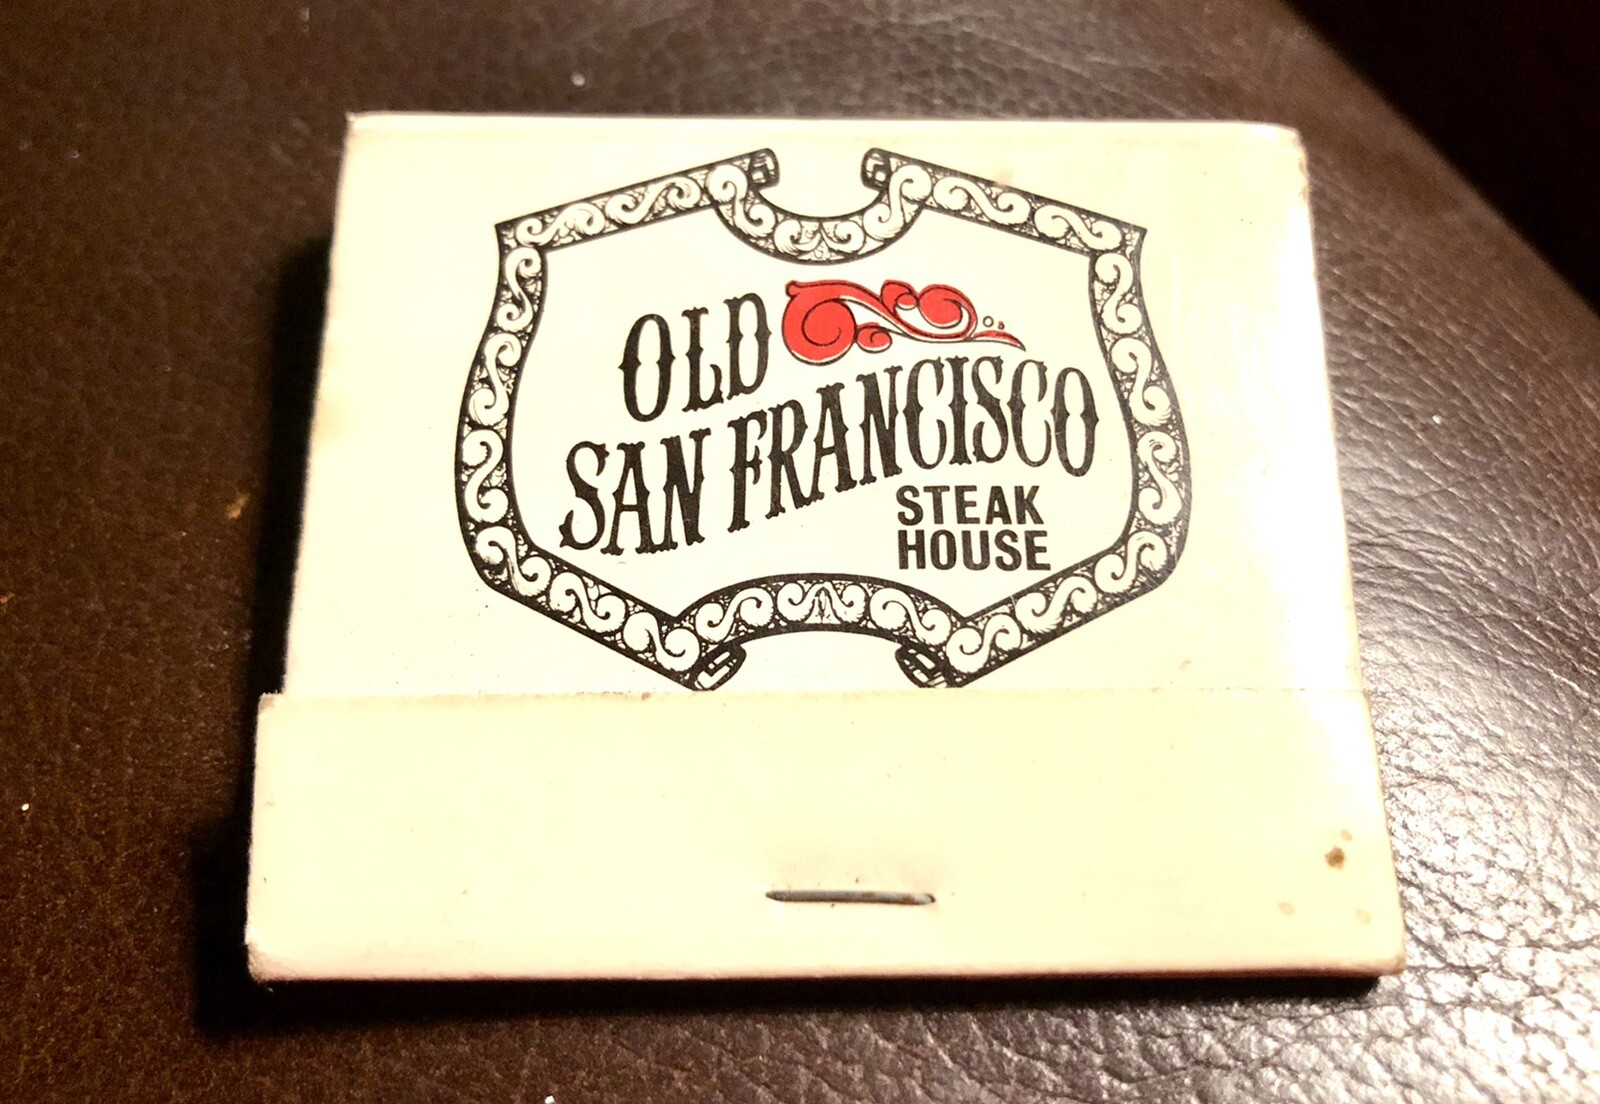 OLD
SAN FRANCISCO
STEAK
HOUSE